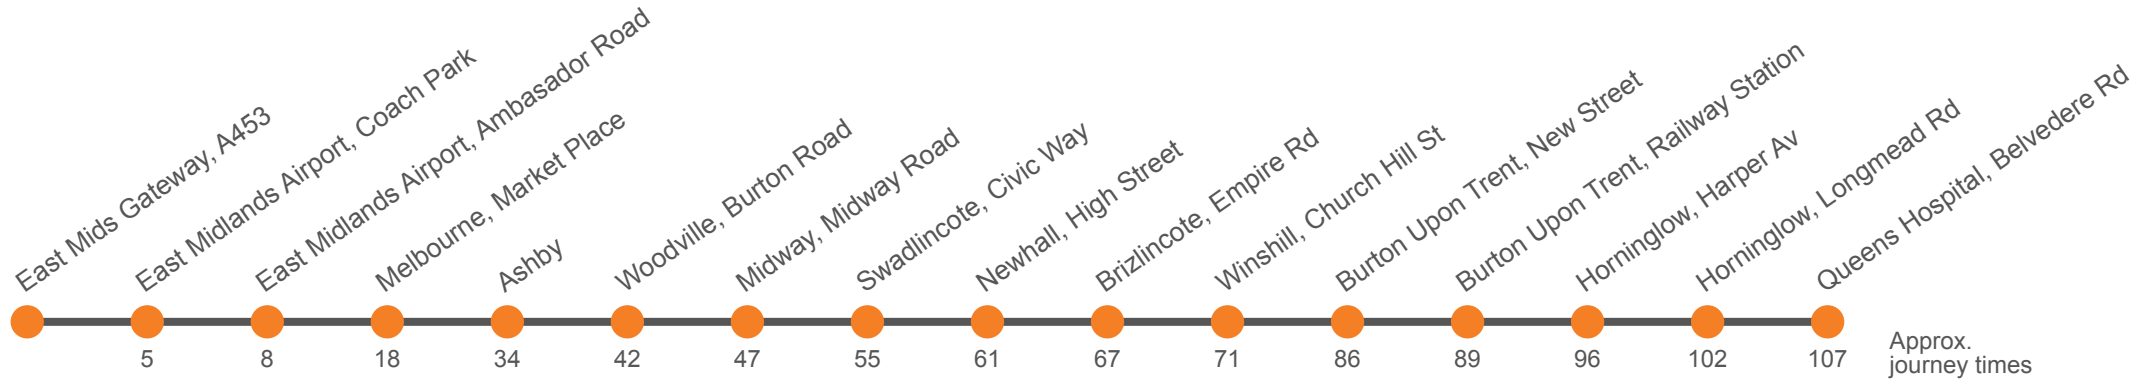 East Mids Gateway, A453
East Midlands Airport, Coach Park
East Midlands Airport, Ambasador Road
Melbourne, Market Place
Ashby
Woodville, Burton Road
Midway, Midway Road
Swadlincote, Civic Way
Newhall, High Street
Brizlincote, Empire Rd
Winshill, Church Hill St
Burton Upon Trent, New Street
Burton Upon Trent, Railway Station
Horninglow, Harper Av
Horninglow, Longmead Rd
Queens Hospital, Belvedere Rd
5 8 18 34 42 47 55 61 67 71 86 89 96 102 107
Approx.
journey times